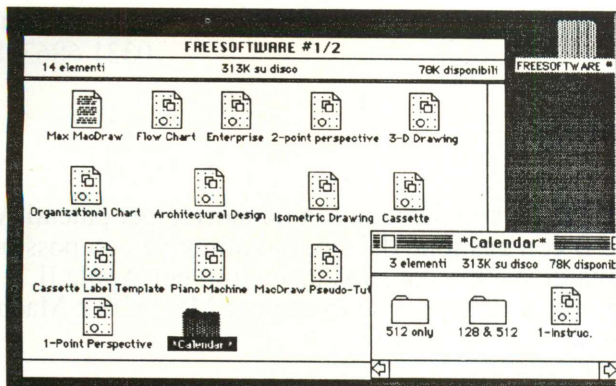 FREESOFTWARE #1/2
14 elementi 313K su disco 78K disponibili
FREESOFTWARE
Max MacDraw Flow Chart Enterprise 2-point perspective 3-D Drawing
Organizational Chart Architectural Design Isometric Drawing Cassette
Cassette Label Template Piano Machine MacDraw Pseudo-Tut
1-Point Perspective *Calendar*
*Calendar*
3 elementi 313K su disco 78K disponib
512 only 128 & 512 1-Instruc.